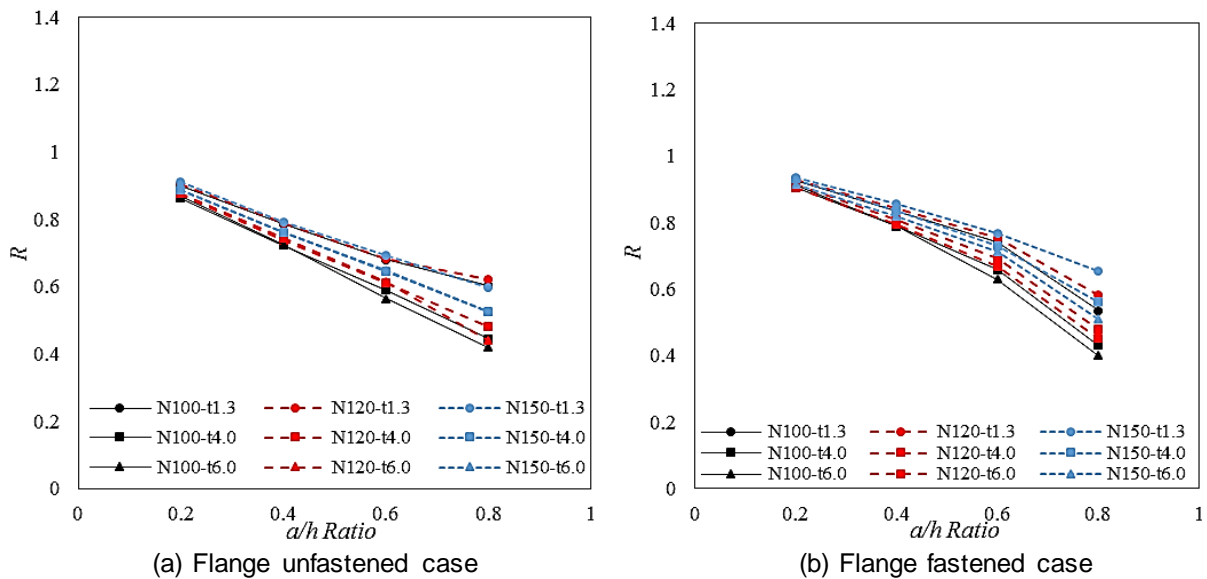 1.4
1.2
1
0.8
0.6
0.4
0.2
0
R
N100-t1.3 N120-t1.3 N150-t1.3
N100-t4.0 N120-t4.0 N150-t4.0
N100-t6.0 N120-t6.0 N150-t6.0
0 0.2 0.4 0.6 0.8 1
a/h Ratio
(a) Flange unfastened case
1.4
1.2
1
0.8
0.6
0.4
0.2
0
R
N100-t1.3 N120-t1.3 N150-t1.3
N100-t4.0 N120-t4.0 N150-t4.0
N100-t6.0 N120-t6.0 N150-t6.0
0 0.2 0.4 0.6 0.8 1
a/h Ratio
(b) Flange fastened case